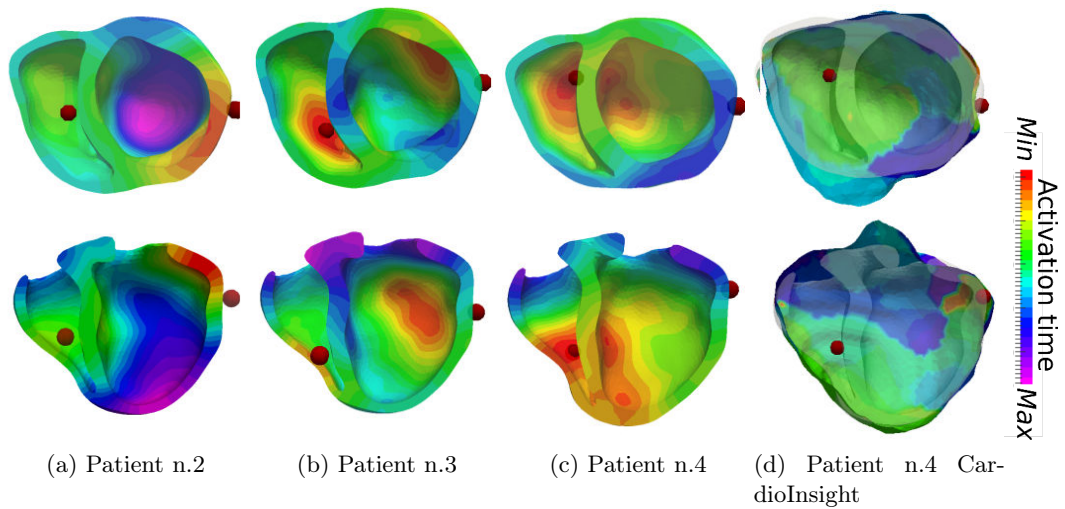 Min
Activation time
Max
(a) Patient n.2
(b) Patient n.3
(c) Patient n.4
(d) Patient n.4 Car-
dioInsight